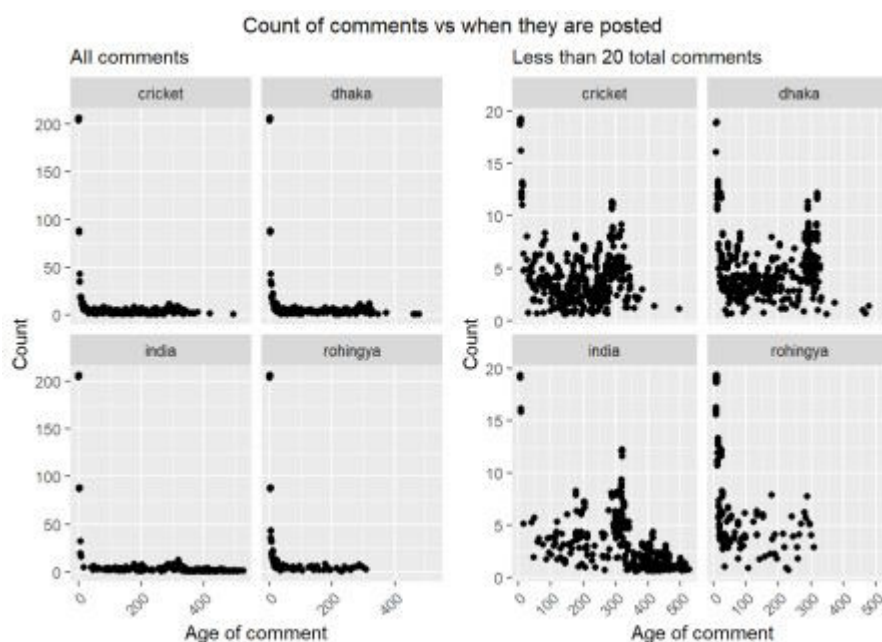 Count of comments vs when they are posted
All comments
Less than 20 total comments
cricket
dhaka
cricket
dhaka
200
150
100
50
0
20
15
10
5
0
india
rohingya
india
rohingya
200
150
100
50
0
20
15
10
5
0
Count
Count
0 200 400
0 200 400
0 100 200 300 400 500
0 100 200 300 400 500
Age of comment
Age of comment